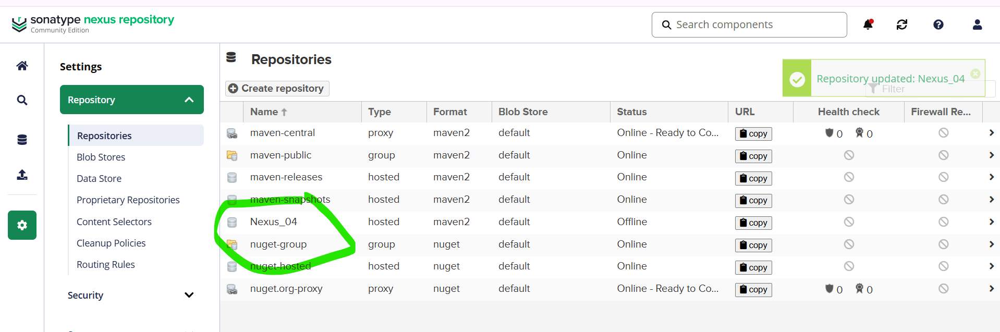 sonatype nexus repository
Community Edition
Search components
Settings
Repository
Repositories
Blob Stores
Data Store
Proprietary Repositories
Content Selectors
Cleanup Policies
Routing Rules
Security
Repositories
Create repository
Repository updated: Nexus_04
Filter
Name Type Format Blob Store Status URL Health check Firewall Re...
maven-central proxy maven2 default Online - Ready to Co... copy 0 0
maven-public group maven2 default Online copy
maven-releases hosted maven2 default Online copy
maven-snapshots hosted maven2 default Online copy
Nexus_04 hosted maven2 default Offline copy
nuget-group group nuget default Online copy
nuget-hosted hosted nuget default Online copy
nuget.org-proxy proxy nuget default Online - Ready to Co... copy 0 0